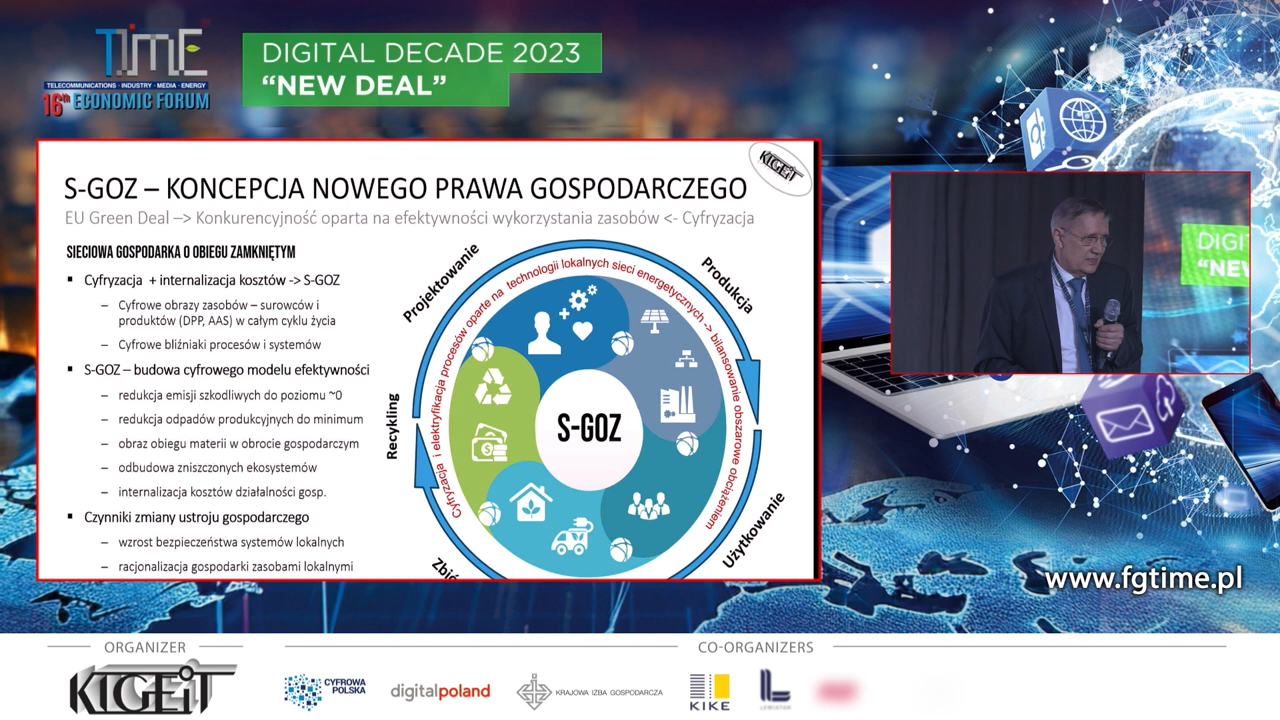 TIME
TELECOMMUNICATIONS · INDUSTRY · MEDIA · ENERGY
16th ECONOMIC FORUM
DIGITAL DECADE 2023
“NEW DEAL”
KIGEiT
S-GOZ – KONCEPCJA NOWEGO PRAWA GOSPODARCZEGO
EU Green Deal –> Konkurencyjność oparta na efektywności wykorzystania zasobów <- Cyfryzacja
SIECIOWA GOSPODARKA O OBIEGU ZAMKNIĘTYM
▪ Cyfryzacja + internalizacja kosztów -> S-GOZ
– Cyfrowe obrazy zasobów – surowców i
produktów (DPP, AAS) w całym cyklu życia
– Cyfrowe bliźniaki procesów i systemów
▪ S-GOZ – budowa cyfrowego modelu efektywności
– redukcja emisji szkodliwych do poziomu ~0
– redukcja odpadów produkcyjnych do minimum
– obraz obiegu materii w obrocie gospodarczym
– odbudowa zniszczonych ekosystemów
– internalizacja kosztów działalności gosp.
▪ Czynniki zmiany ustroju gospodarczego
– wzrost bezpieczeństwa systemów lokalnych
– racjonalizacja gospodarki zasobami lokalnymi
Projektowanie
Produkcja
Użytkowanie
Zbió
Recykling
Cyfryzacja i elektryfikacja procesów oparte na technologii lokalnych sieci energetycznych -> bilansowanie obszarowe obciążeniem
S-GOZ
DIGIT
“NEW
www.fgtime.pl
ORGANIZER
CO-ORGANIZERS
KIGEiT
CYFROWA
POLSKA
digitalpoland
KRAJOWA IZBA GOSPODARCZA
KIKE
L
LEWIATAN